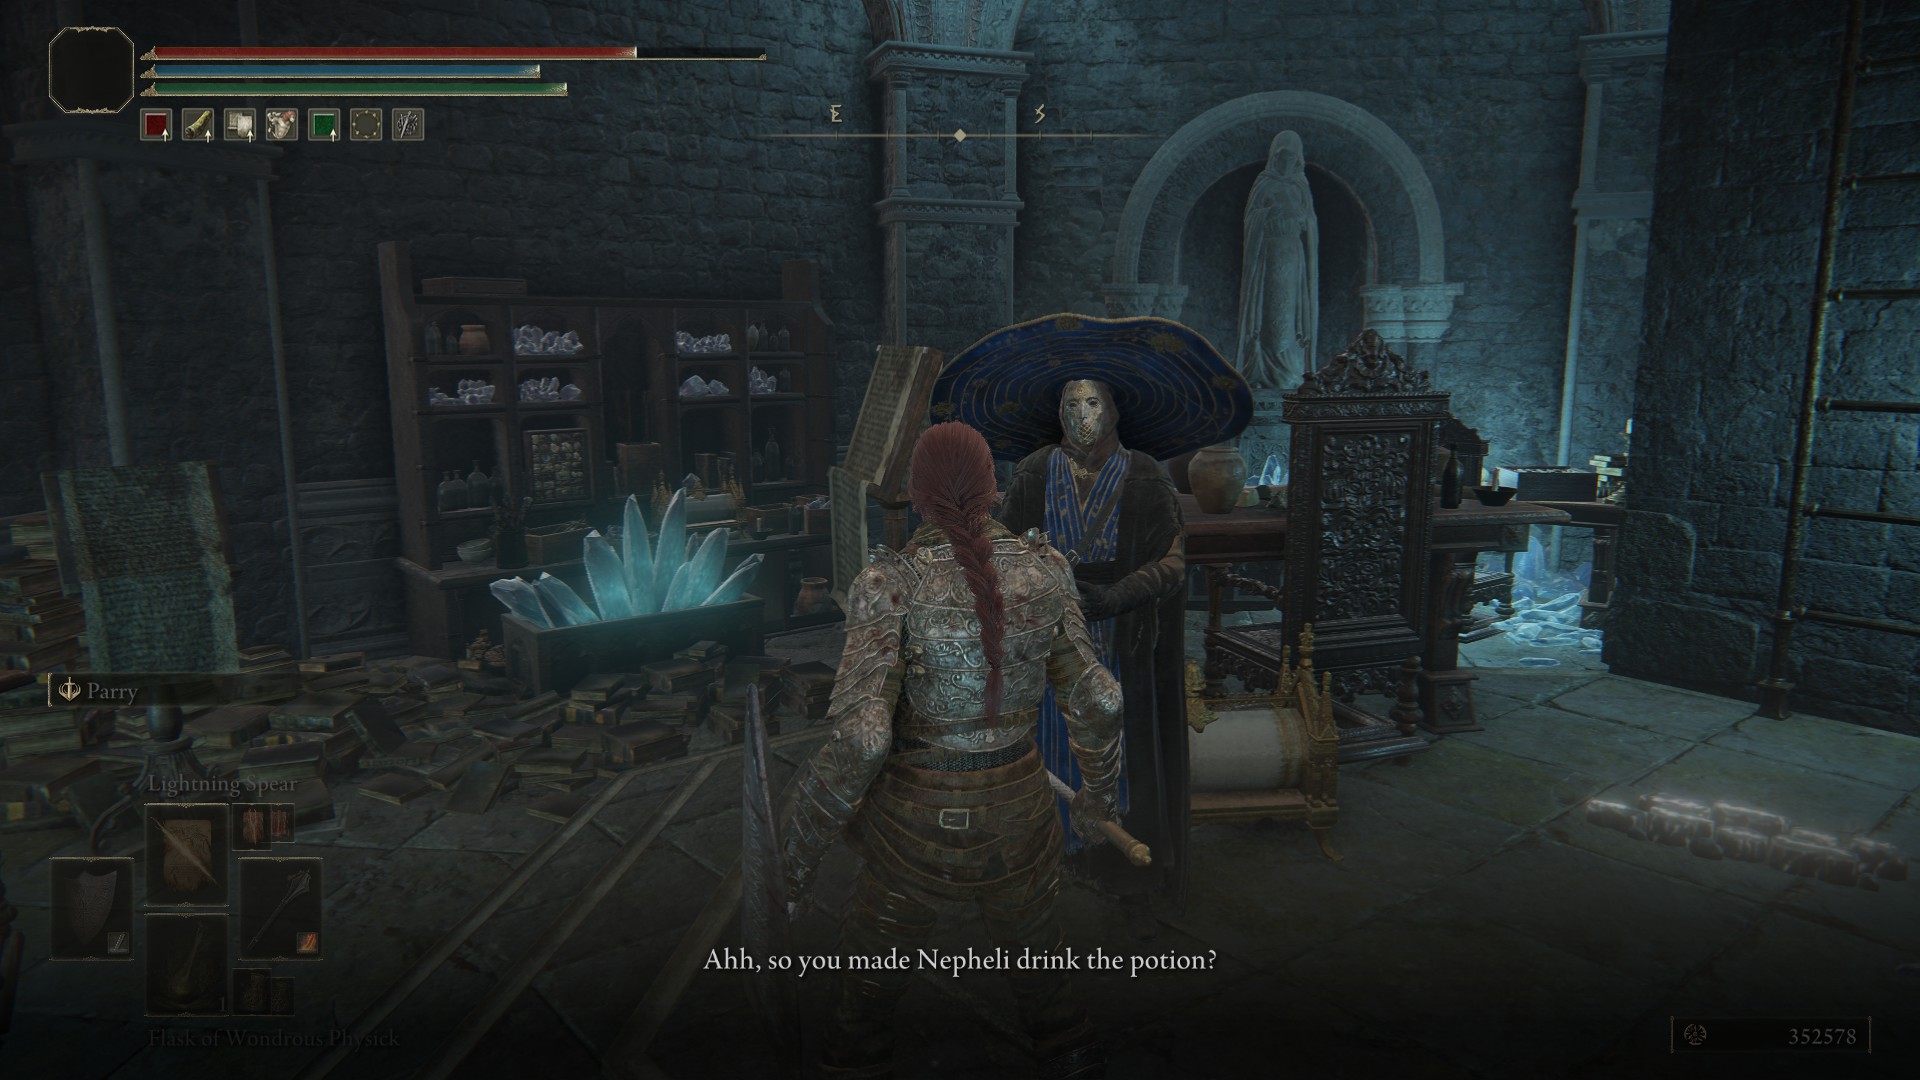 E
S
Parry
Lightning Spear
1
Flask of Wondrous Physick
Ahh, so you made Nepheli drink the potion?
352578